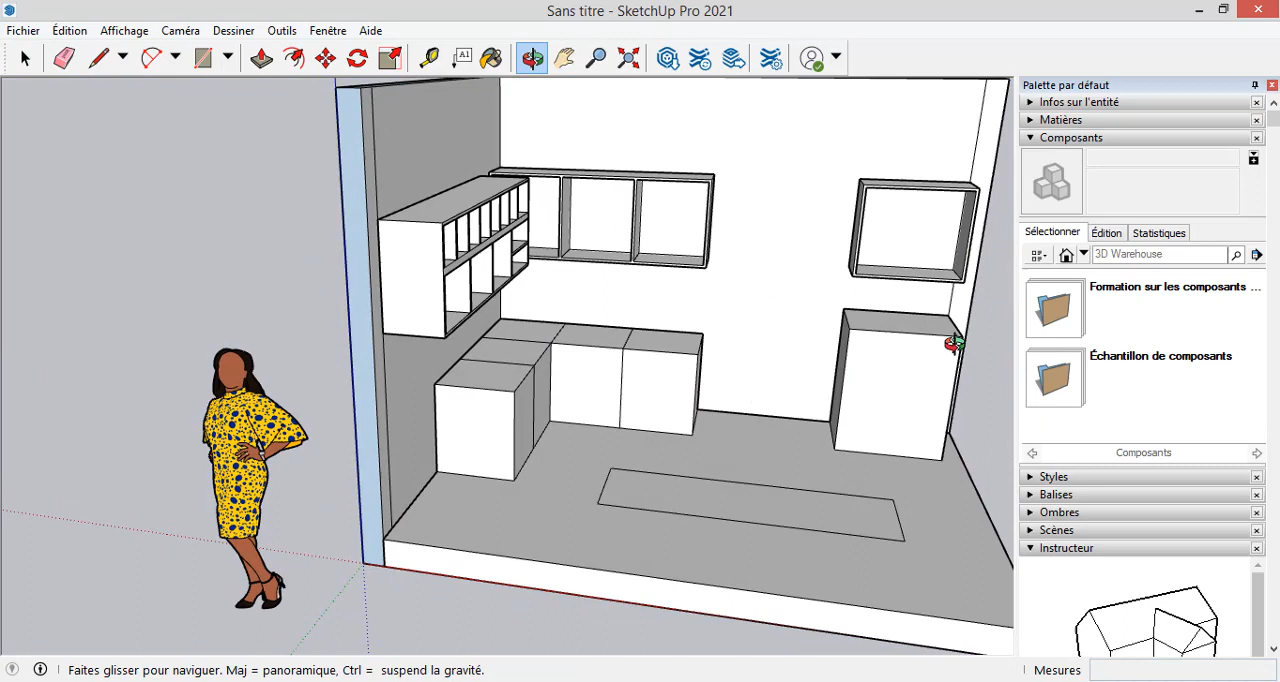 Sans titre - SketchUp Pro 2021
Fichier Édition Affichage Caméra Dessiner Outils Fenêtre Aide
A1
Palette par défaut
Infos sur l'entité
Matières
Composants
Sélectionner Édition Statistiques
3D Warehouse
Formation sur les composants ...
Échantillon de composants
Composants
Styles
Balises
Ombres
Scènes
Instructeur
Faites glisser pour naviguer. Maj = panoramique, Ctrl = suspend la gravité.
Mesures